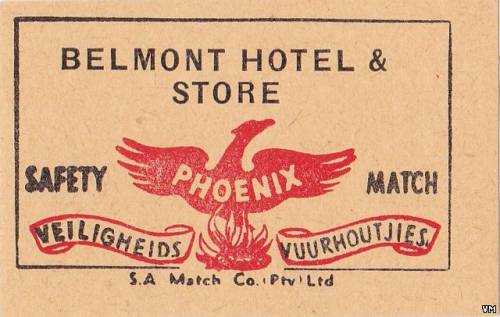 BELMONT HOTEL &
STORE
SAFETY PHOENIX MATCH
VEILIGHEIDS VUURHOUTJIES.
S.A Match Co.(Pty) Ltd
VM